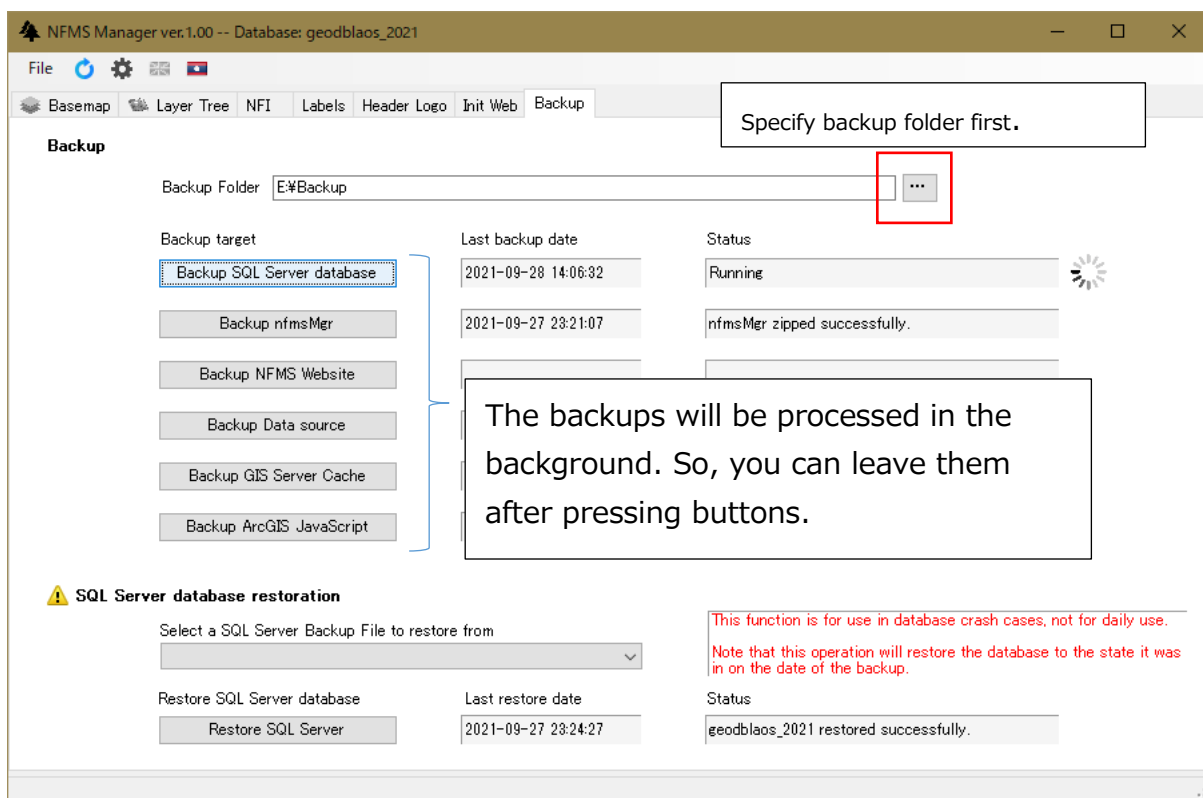 NFMS Manager ver.1.00 -- Database: geodblaos_2021
File
Basemap Layer Tree NFI Labels Header Logo Init Web Backup
Specify backup folder first.
Backup
Backup Folder E:¥Backup ...
Backup target Last backup date Status
Backup SQL Server database 2021-09-28 14:06:32 Running
Backup nfmsMgr 2021-09-27 23:21:07 nfmsMgr zipped successfully.
Backup NFMS Website
Backup Data source
Backup GIS Server Cache
Backup ArcGIS JavaScript
The backups will be processed in the
background. So, you can leave them
after pressing buttons.
SQL Server database restoration
Select a SQL Server Backup File to restore from
This function is for use in database crash cases, not for daily use.
Note that this operation will restore the database to the state it was
in on the date of the backup.
Restore SQL Server database Last restore date Status
Restore SQL Server 2021-09-27 23:24:27 geodblaos_2021 restored successfully.